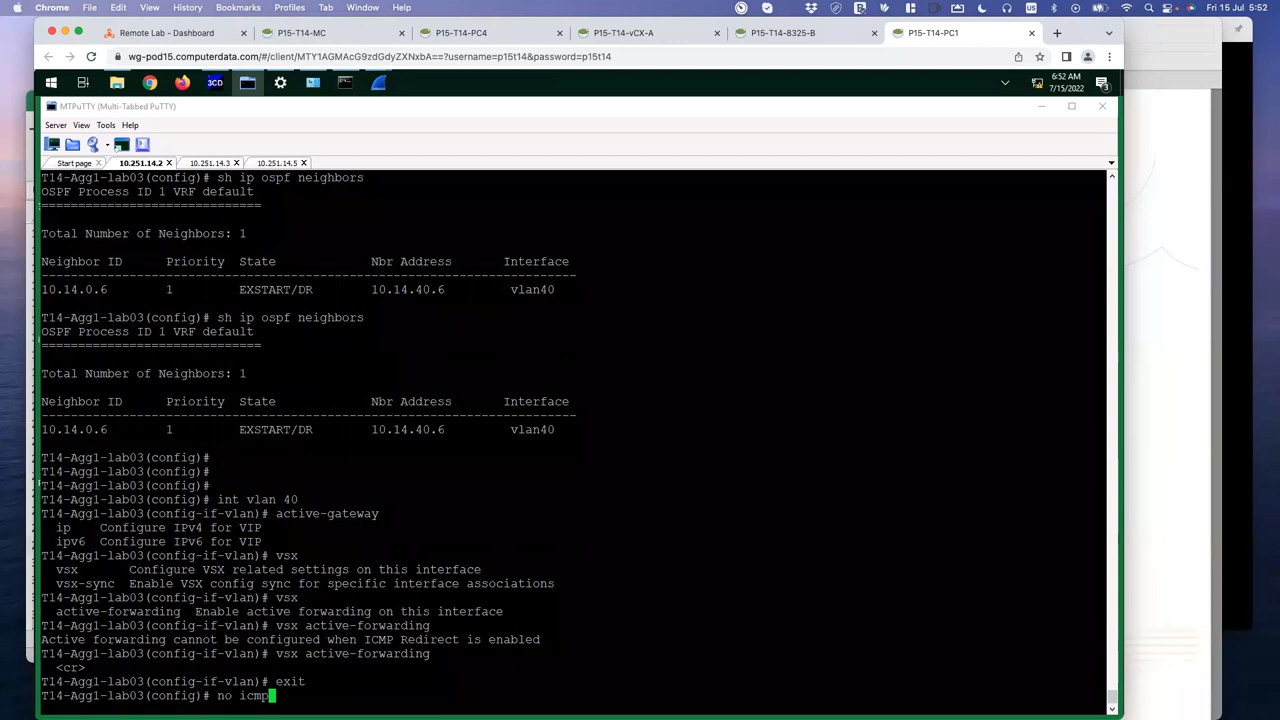 Chrome File Edit View History Bookmarks Profiles Tab Window Help Fri 15 Jul 5:52
Remote Lab - Dashboard P15-T14-MC P15-T14-PC4 P15-T14-vCX-A P15-T14-8325-B P15-T14-PC1
wg-pod15.computerdata.com/#/client/MTY1AGMAcG9zdGdyZXNxbA==?username=p15t14&password=p15t14
3CD 6:52 AM
7/15/2022 3
MTPuTTY (Multi-Tabbed PuTTY)
Server View Tools Help
Start page 10.251.14.2 10.251.14.3 10.251.14.5
T14-Agg1-lab03(config)# sh ip ospf neighbors
OSPF Process ID 1 VRF default
==============================
Total Number of Neighbors: 1
Neighbor ID Priority State Nbr Address Interface
--------------------------------------------------------------------------
10.14.0.6 1 EXSTART/DR 10.14.40.6 vlan40
T14-Agg1-lab03(config)# sh ip ospf neighbors
OSPF Process ID 1 VRF default
==============================
Total Number of Neighbors: 1
Neighbor ID Priority State Nbr Address Interface
--------------------------------------------------------------------------
10.14.0.6 1 EXSTART/DR 10.14.40.6 vlan40
T14-Agg1-lab03(config)#
T14-Agg1-lab03(config)#
T14-Agg1-lab03(config)#
T14-Agg1-lab03(config)# int vlan 40
T14-Agg1-lab03(config-if-vlan)# active-gateway
ip Configure IPv4 for VIP
ipv6 Configure IPv6 for VIP
T14-Agg1-lab03(config-if-vlan)# vsx
vsx Configure VSX related settings on this interface
vsx-sync Enable VSX config sync for specific interface associations
T14-Agg1-lab03(config-if-vlan)# vsx
active-forwarding Enable active forwarding on this interface
T14-Agg1-lab03(config-if-vlan)# vsx active-forwarding
Active forwarding cannot be configured when ICMP Redirect is enabled
T14-Agg1-lab03(config-if-vlan)# vsx active-forwarding
<cr>
T14-Agg1-lab03(config-if-vlan)# exit
T14-Agg1-lab03(config)# no icmp